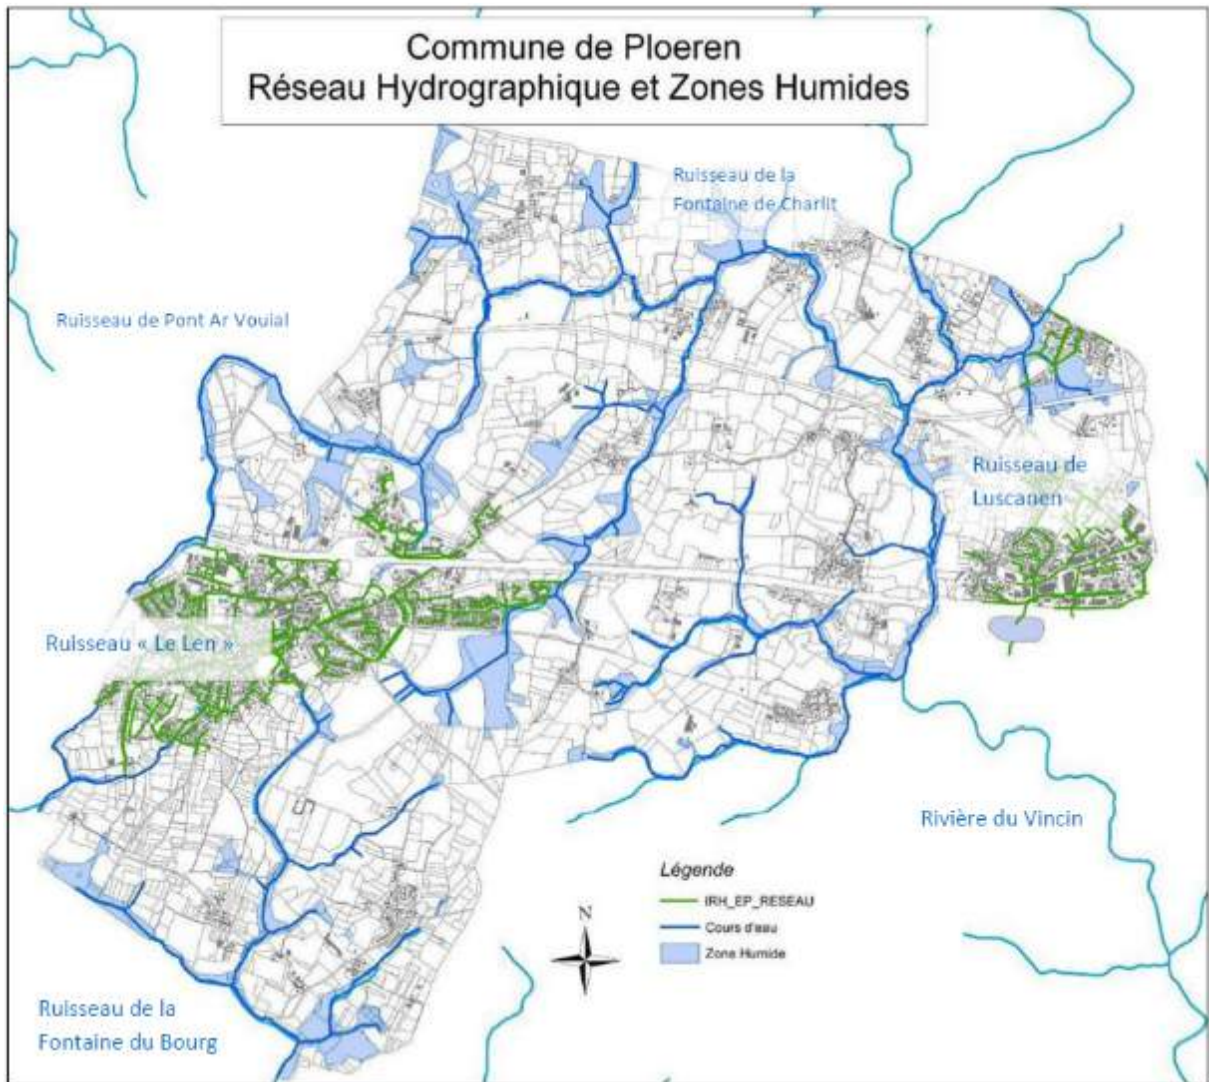 Commune de Ploeren
Réseau Hydrographique et Zones Humides
Ruisseau de la
Fontaine de Charlit
Ruisseau de Pont Ar Vouial
Ruisseau de
Luscanen
Ruisseau « Le Len »
Rivière du Vincin
Légende
IRH_EP_RESEAU
Cours d'eau
Zone Humide
N
Ruisseau de la
Fontaine du Bourg